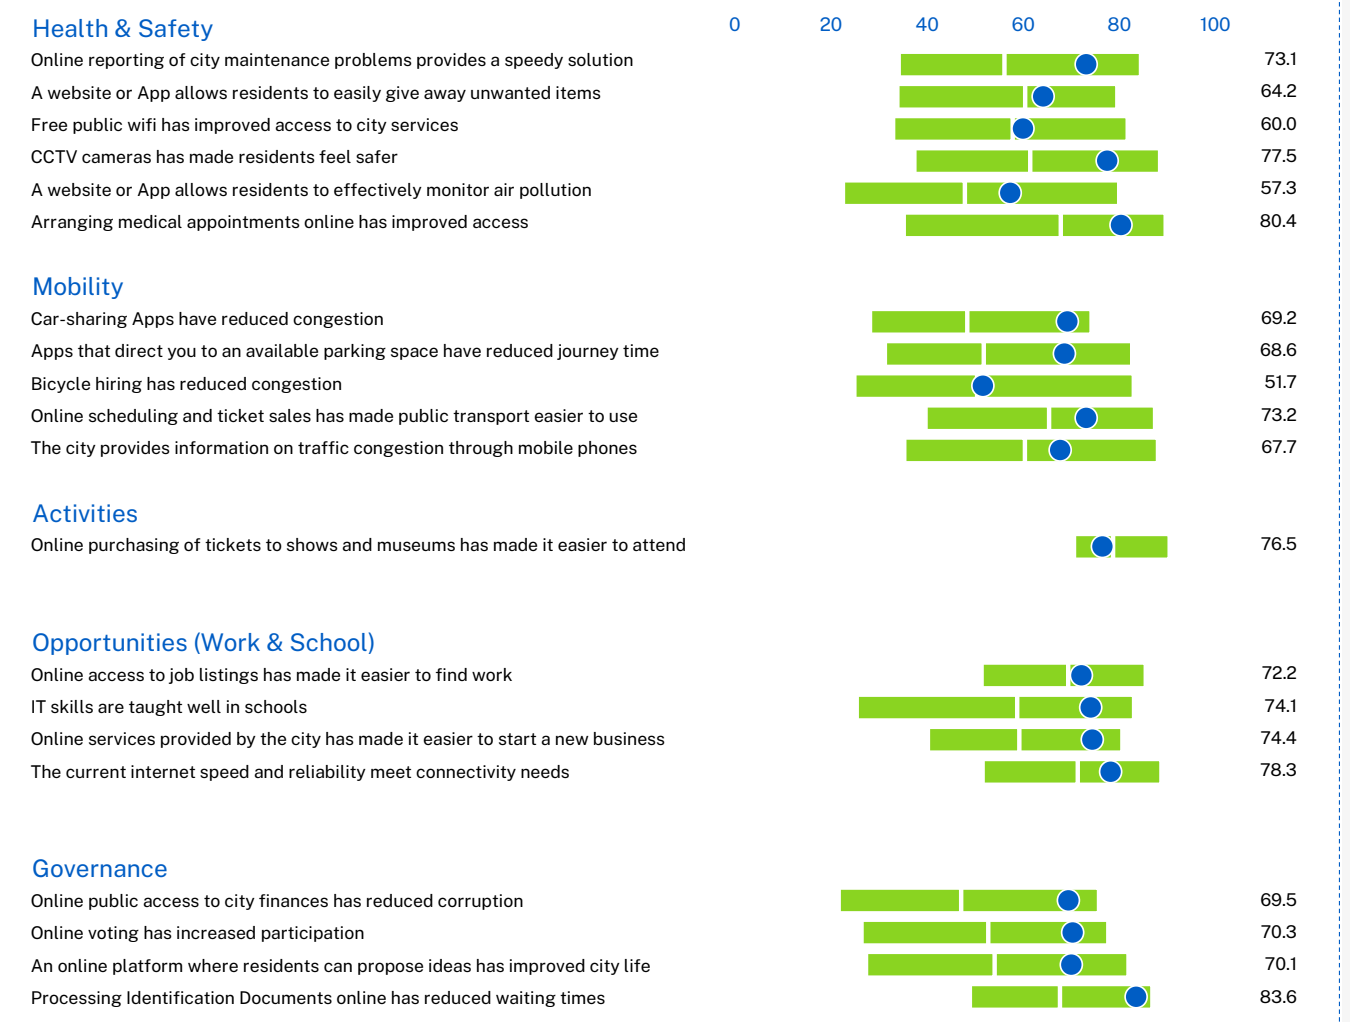 Health & Safety 0 20 40 60 80 100
Online reporting of city maintenance problems provides a speedy solution 73.1
A website or App allows residents to easily give away unwanted items 64.2
Free public wifi has improved access to city services 60.0
CCTV cameras has made residents feel safer 77.5
A website or App allows residents to effectively monitor air pollution 57.3
Arranging medical appointments online has improved access 80.4
Mobility
Car-sharing Apps have reduced congestion 69.2
Apps that direct you to an available parking space have reduced journey time 68.6
Bicycle hiring has reduced congestion 51.7
Online scheduling and ticket sales has made public transport easier to use 73.2
The city provides information on traffic congestion through mobile phones 67.7
Activities
Online purchasing of tickets to shows and museums has made it easier to attend 76.5
Opportunities (Work & School)
Online access to job listings has made it easier to find work 72.2
IT skills are taught well in schools 74.1
Online services provided by the city has made it easier to start a new business 74.4
The current internet speed and reliability meet connectivity needs 78.3
Governance
Online public access to city finances has reduced corruption 69.5
Online voting has increased participation 70.3
An online platform where residents can propose ideas has improved city life 70.1
Processing Identification Documents online has reduced waiting times 83.6